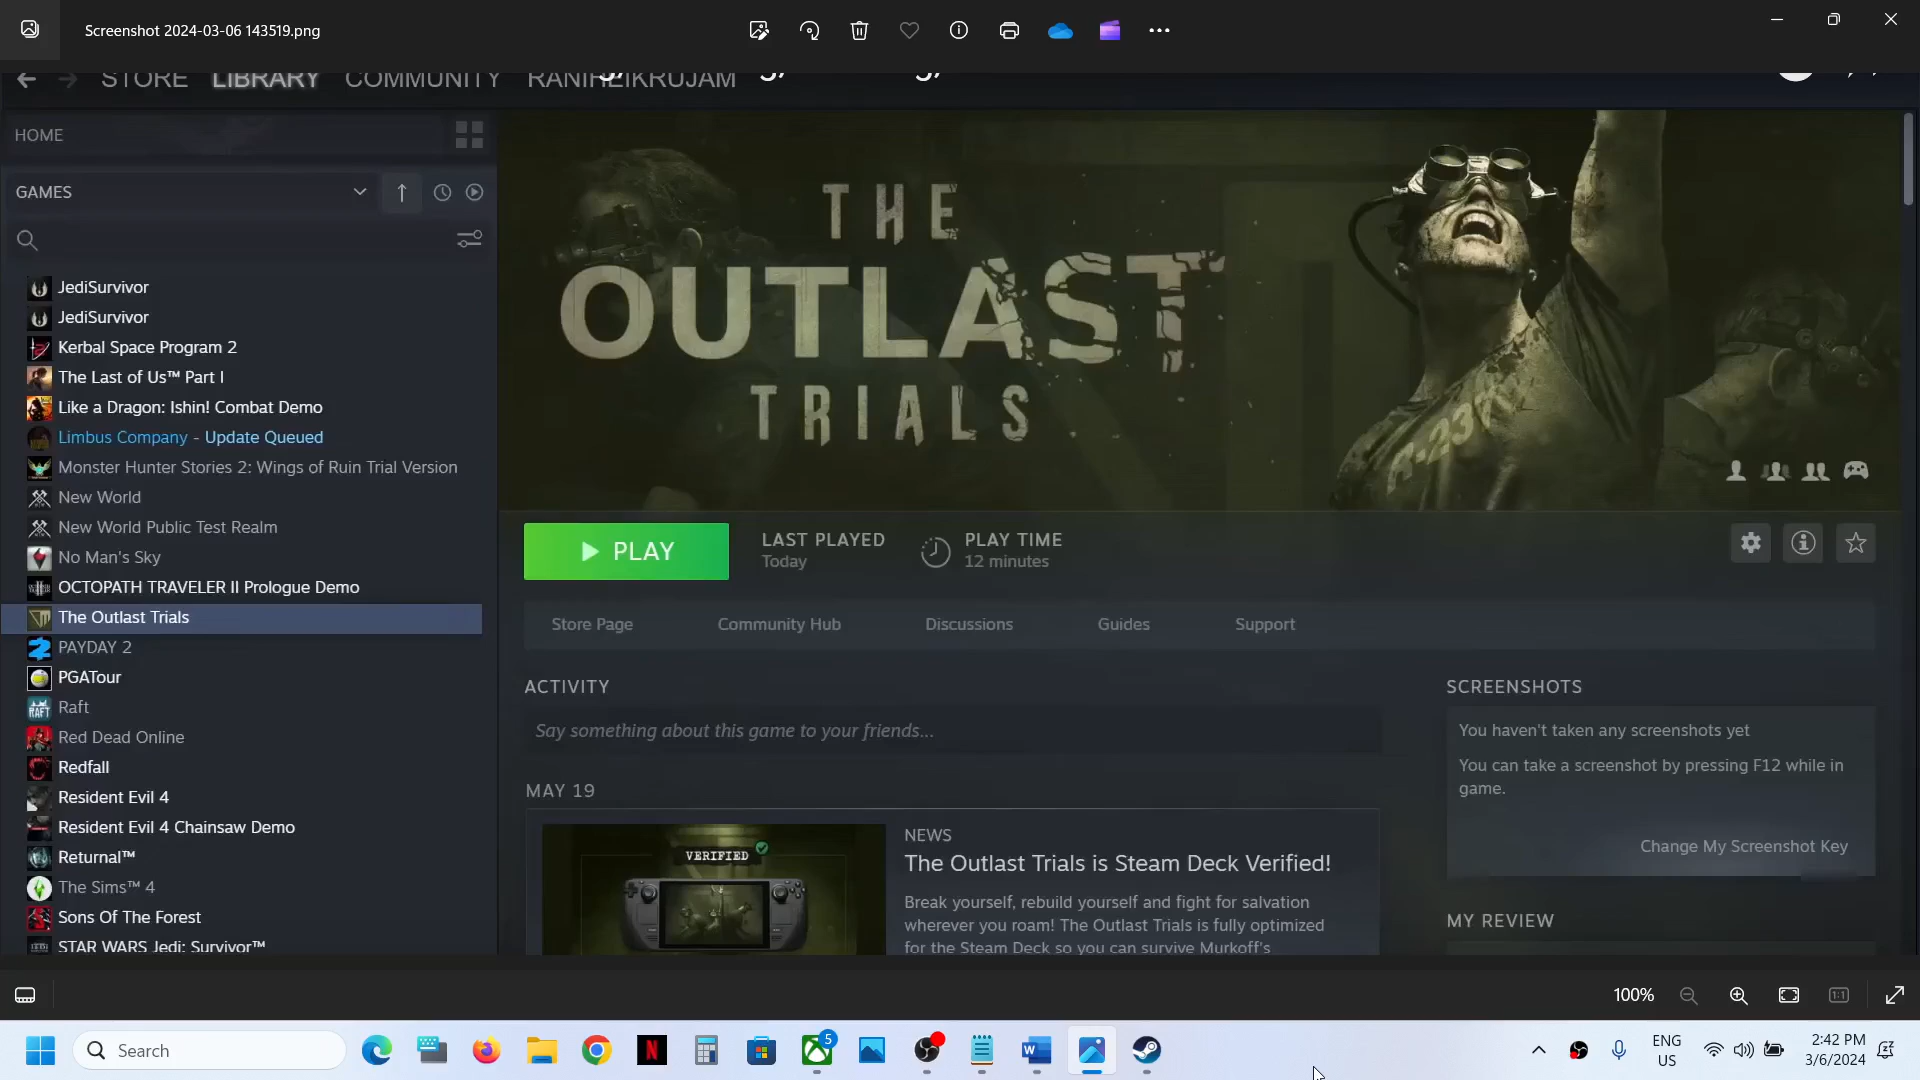 Screenshot 2024-03-06 143519.png
STORE LIBRARY COMMUNITY RANIHZIKRUJAM
HOME
GAMES
JediSurvivor
JediSurvivor
Kerbal Space Program 2
The Last of Us™ Part I
Like a Dragon: Ishin! Combat Demo
Limbus Company - Update Queued
Monster Hunter Stories 2: Wings of Ruin Trial Version
New World
New World Public Test Realm
No Man's Sky
OCTOPATH TRAVELER II Prologue Demo
The Outlast Trials
PAYDAY 2
PGATour
Raft
Red Dead Online
Redfall
Resident Evil 4
Resident Evil 4 Chainsaw Demo
Returnal™
The Sims™ 4
Sons Of The Forest
STAR WARS Jedi: Survivor™
THE
OUTLAST
TRIALS
PLAY
LAST PLAYED
Today
PLAY TIME
12 minutes
Store Page
Community Hub
Discussions
Guides
Support
ACTIVITY
Say something about this game to your friends...
MAY 19
VERIFIED
NEWS
The Outlast Trials is Steam Deck Verified!
Break yourself, rebuild yourself and fight for salvation
wherever you roam! The Outlast Trials is fully optimized
for the Steam Deck so you can survive Murkoff's
SCREENSHOTS
You haven't taken any screenshots yet
You can take a screenshot by pressing F12 while in
game.
Change My Screenshot Key
MY REVIEW
100%
1:1
Search
5
ENG
US
2:42 PM
3/6/2024